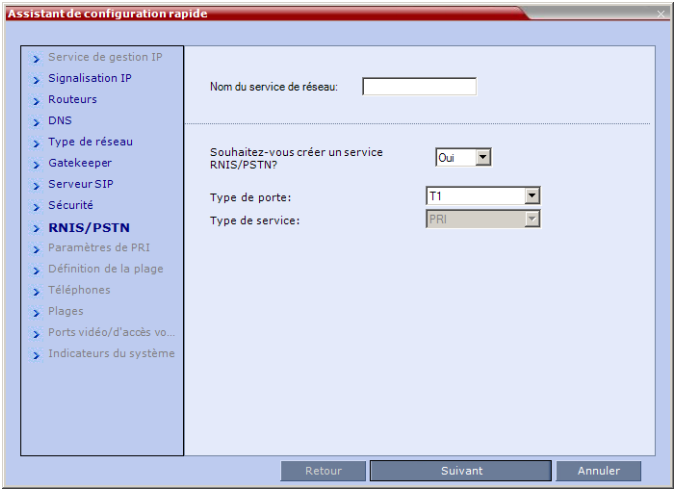 Assistant de configuration rapide
Service de gestion IP
Signalisation IP
Routeurs
DNS
Type de réseau
Gatekeeper
Serveur SIP
Sécurité
RNIS/PSTN
Paramètres de PRI
Définition de la plage
Téléphones
Plages
Ports vidéo/d'accès vo...
Indicateurs du système
Nom du service de réseau:
Souhaitez-vous créer un service
RNIS/PSTN?
Oui
Type de porte:
T1
Type de service:
PRI
Retour
Suivant
Annuler